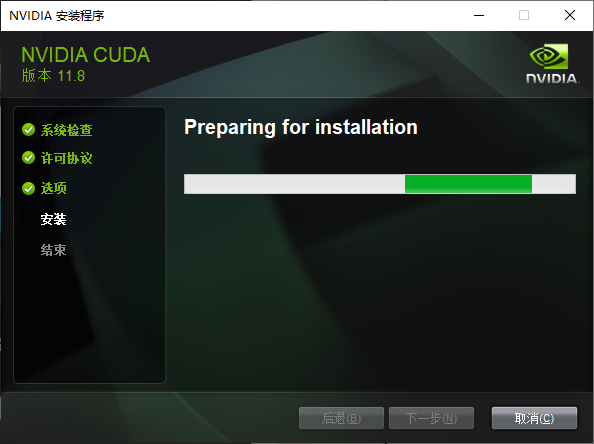 NVIDIA 安装程序
NVIDIA CUDA
版本 11.8
NVIDIA.
系统检查
许可协议
选项
安装
结束
Preparing for installation
后退(B)
下一步(N)
取消(C)